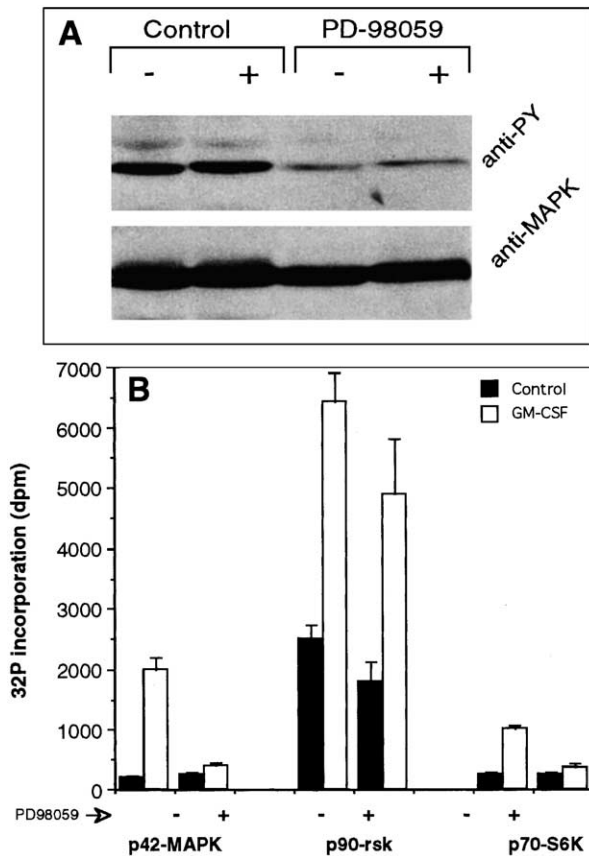 A
Control PD-98059
- + - +
anti-PY
anti-MAPK
B
Control
GM-CSF
7000
6000
5000
4000
3000
2000
1000
0
32P incorporation (dpm)
PD98059 - + - + - +
p42-MAPK p90-rsk p70-S6K